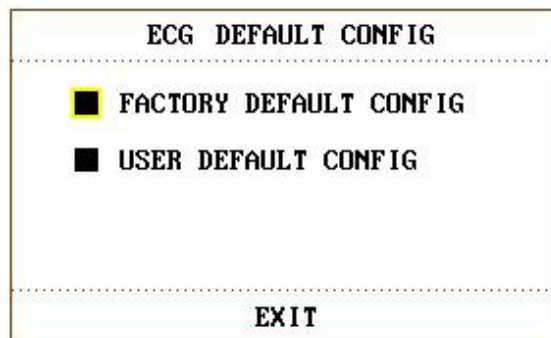 ECG DEFAULT CONFIG
FACTORY DEFAULT CONFIG
USER DEFAULT CONFIG
EXIT